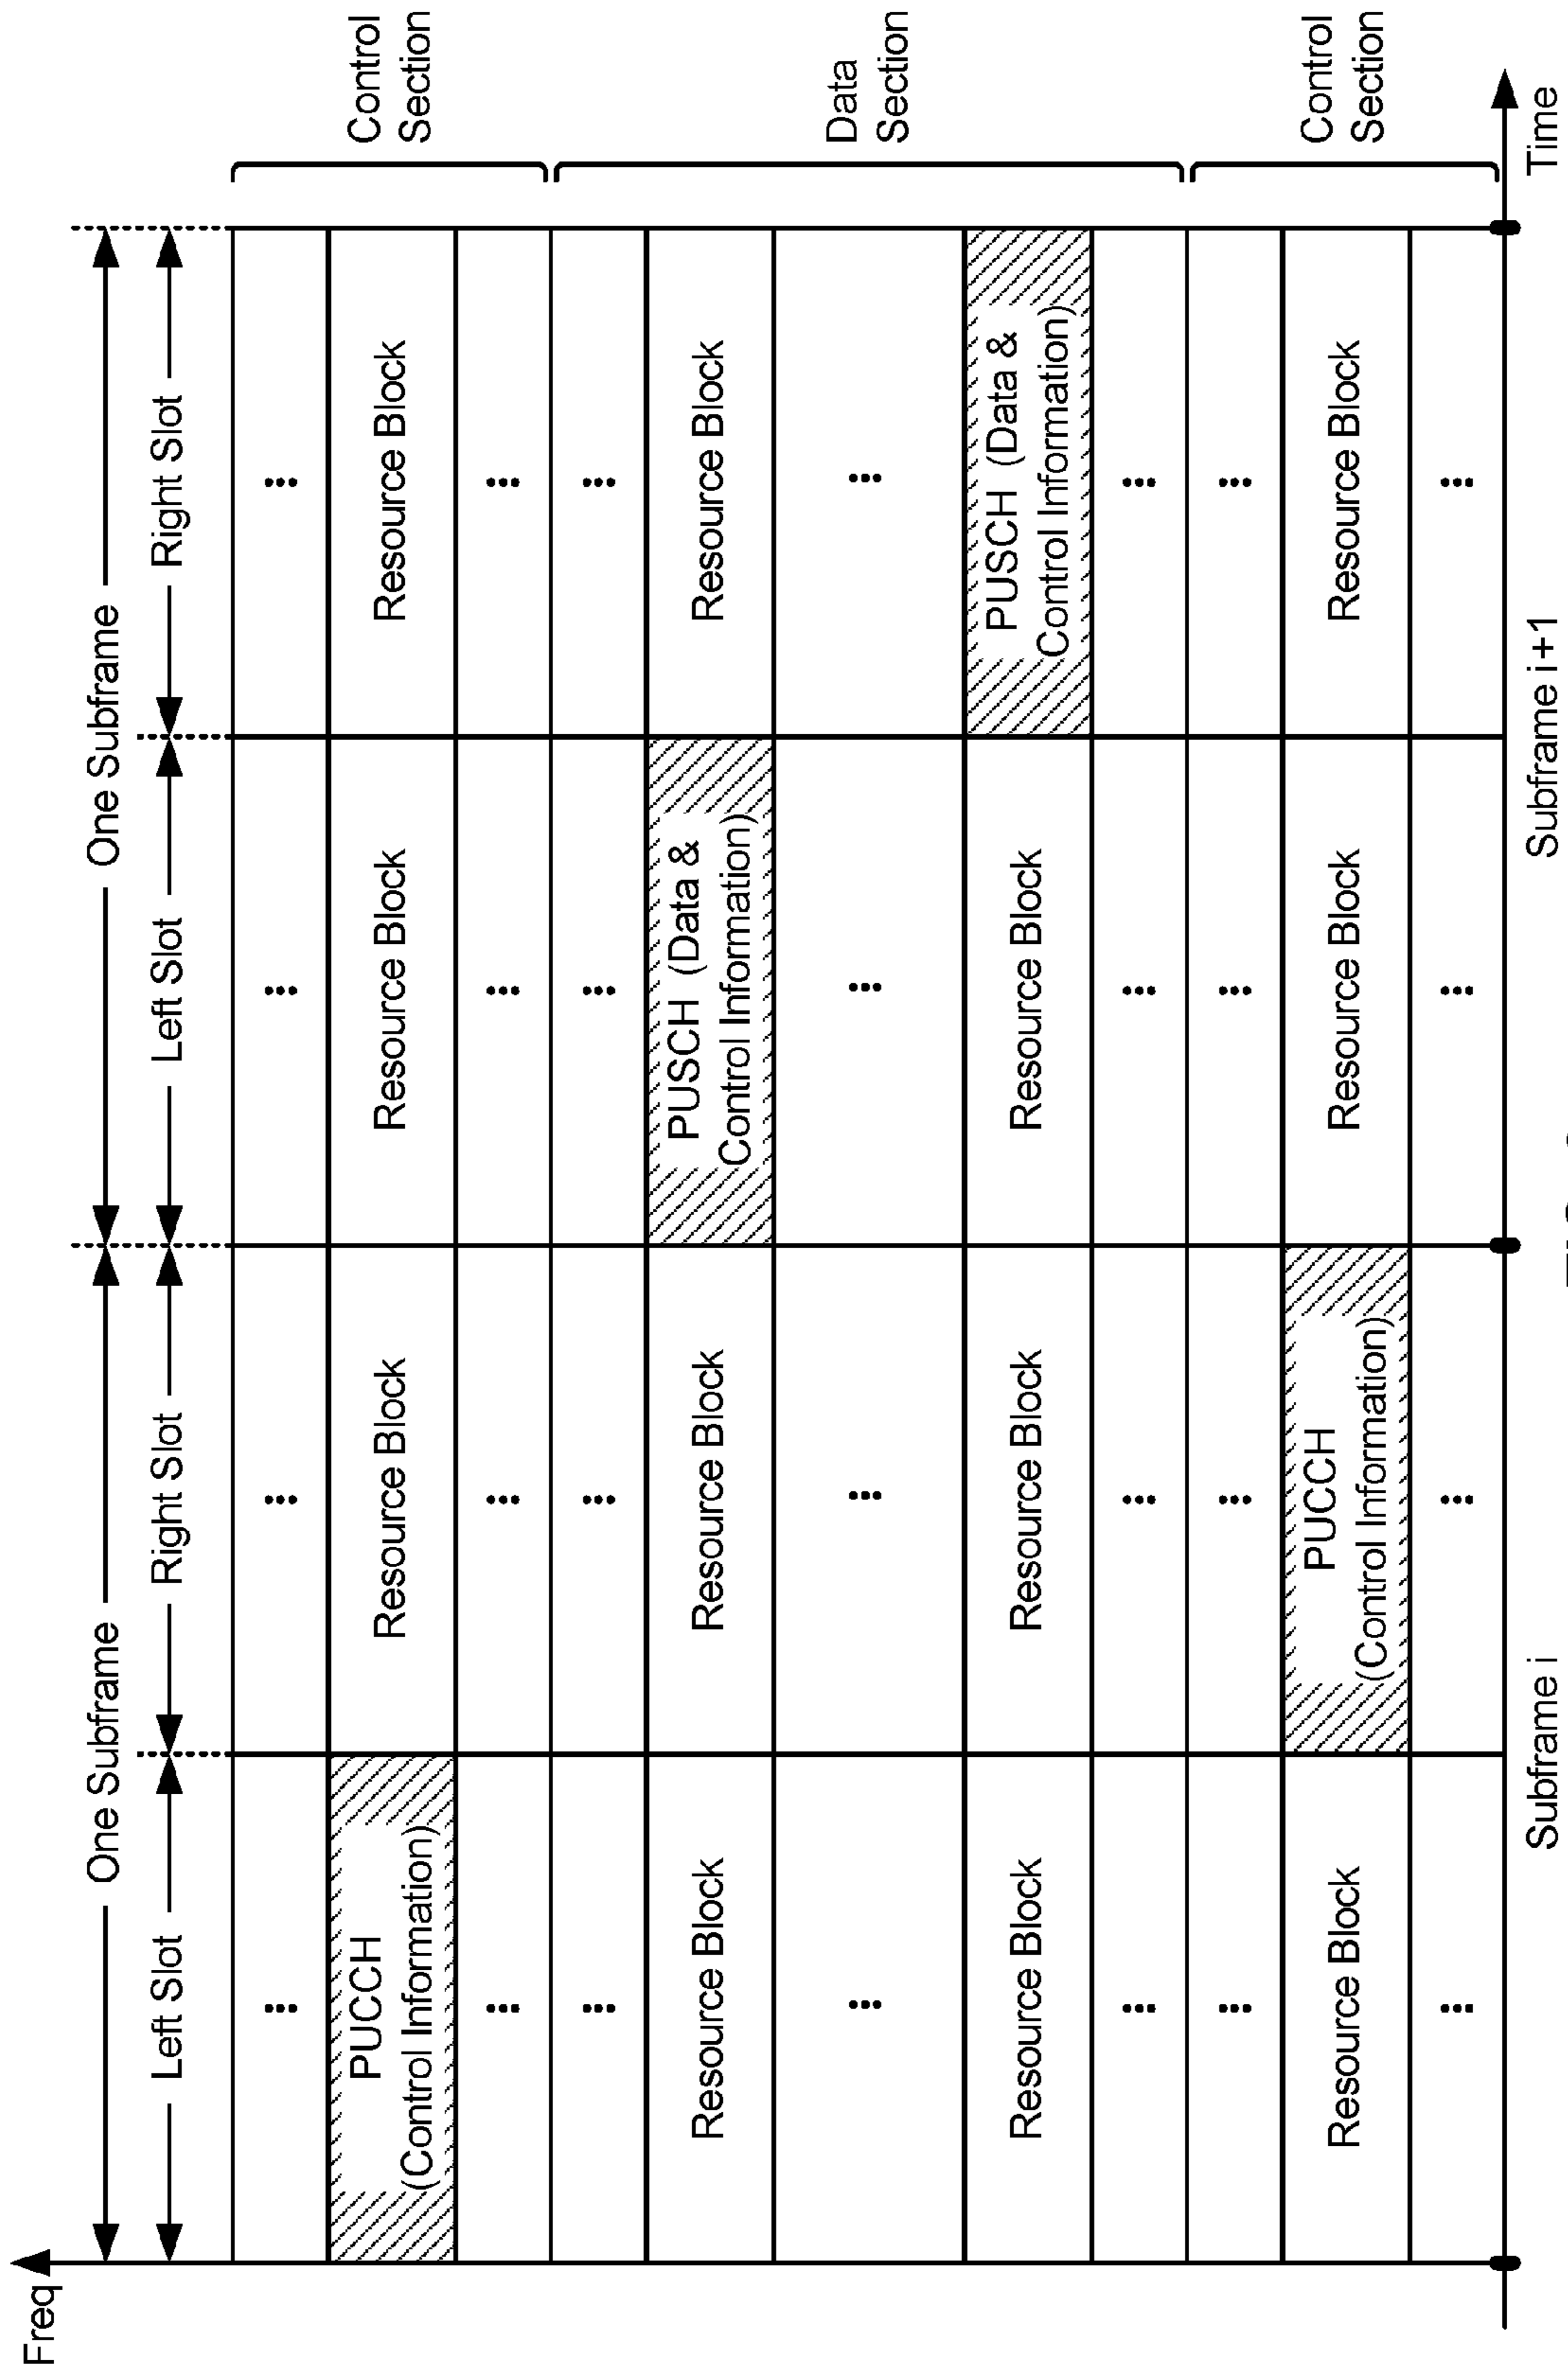 Freq
One Subframe
One Subframe
Left Slot
Right Slot
Left Slot
Right Slot
PUCCH
(Control Information)
Resource Block
Resource Block
Resource Block
Control
Section
Resource Block
Resource Block
PUSCH (Data &
Control Information)
Resource Block
Data
Section
Resource Block
Resource Block
Resource Block
PUSCH (Data &
Control Information)
Resource Block
PUCCH
(Control Information)
Resource Block
Resource Block
Control
Section
Subframe i
Subframe i+1
Time